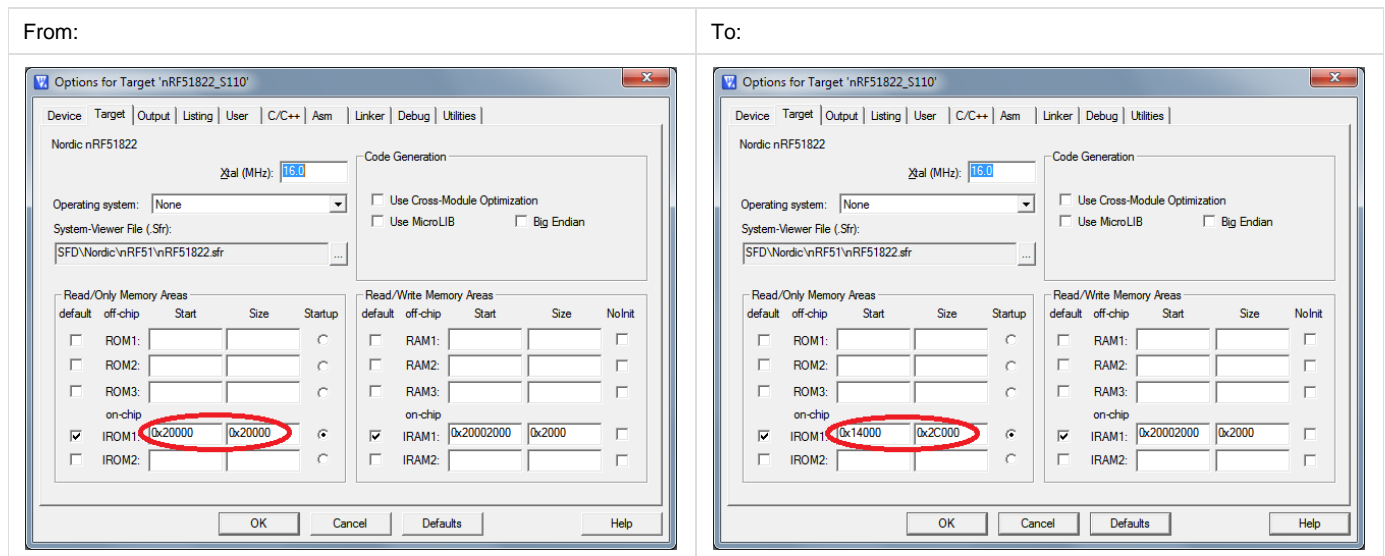 From:
To:
Options for Target 'nRF51822_S110'
Device Target Output Listing User C/C++ Asm Linker Debug Utilities
Nordic nRF51822
Xtal (MHz): 16.0
Operating system: None
System-Viewer File (.Sfr):
SFD\Nordic\nRF51\nRF51822.sfr ...
Code Generation
Use Cross-Module Optimization
Use MicroLIB Big Endian
Read/Only Memory Areas
default off-chip Start Size Startup
ROM1:
ROM2:
ROM3:
on-chip
IROM1: 0x20000 0x20000
IROM2:
Read/Write Memory Areas
default off-chip Start Size NoInit
RAM1:
RAM2:
RAM3:
on-chip
IRAM1: 0x20002000 0x2000
IRAM2:
OK Cancel Defaults Help
Options for Target 'nRF51822_S110'
Device Target Output Listing User C/C++ Asm Linker Debug Utilities
Nordic nRF51822
Xtal (MHz): 16.0
Operating system: None
System-Viewer File (.Sfr):
SFD\Nordic\nRF51\nRF51822.sfr ...
Code Generation
Use Cross-Module Optimization
Use MicroLIB Big Endian
Read/Only Memory Areas
default off-chip Start Size Startup
ROM1:
ROM2:
ROM3:
on-chip
IROM1: 0x14000 0x2C000
IROM2:
Read/Write Memory Areas
default off-chip Start Size NoInit
RAM1:
RAM2:
RAM3:
on-chip
IRAM1: 0x20002000 0x2000
IRAM2:
OK Cancel Defaults Help